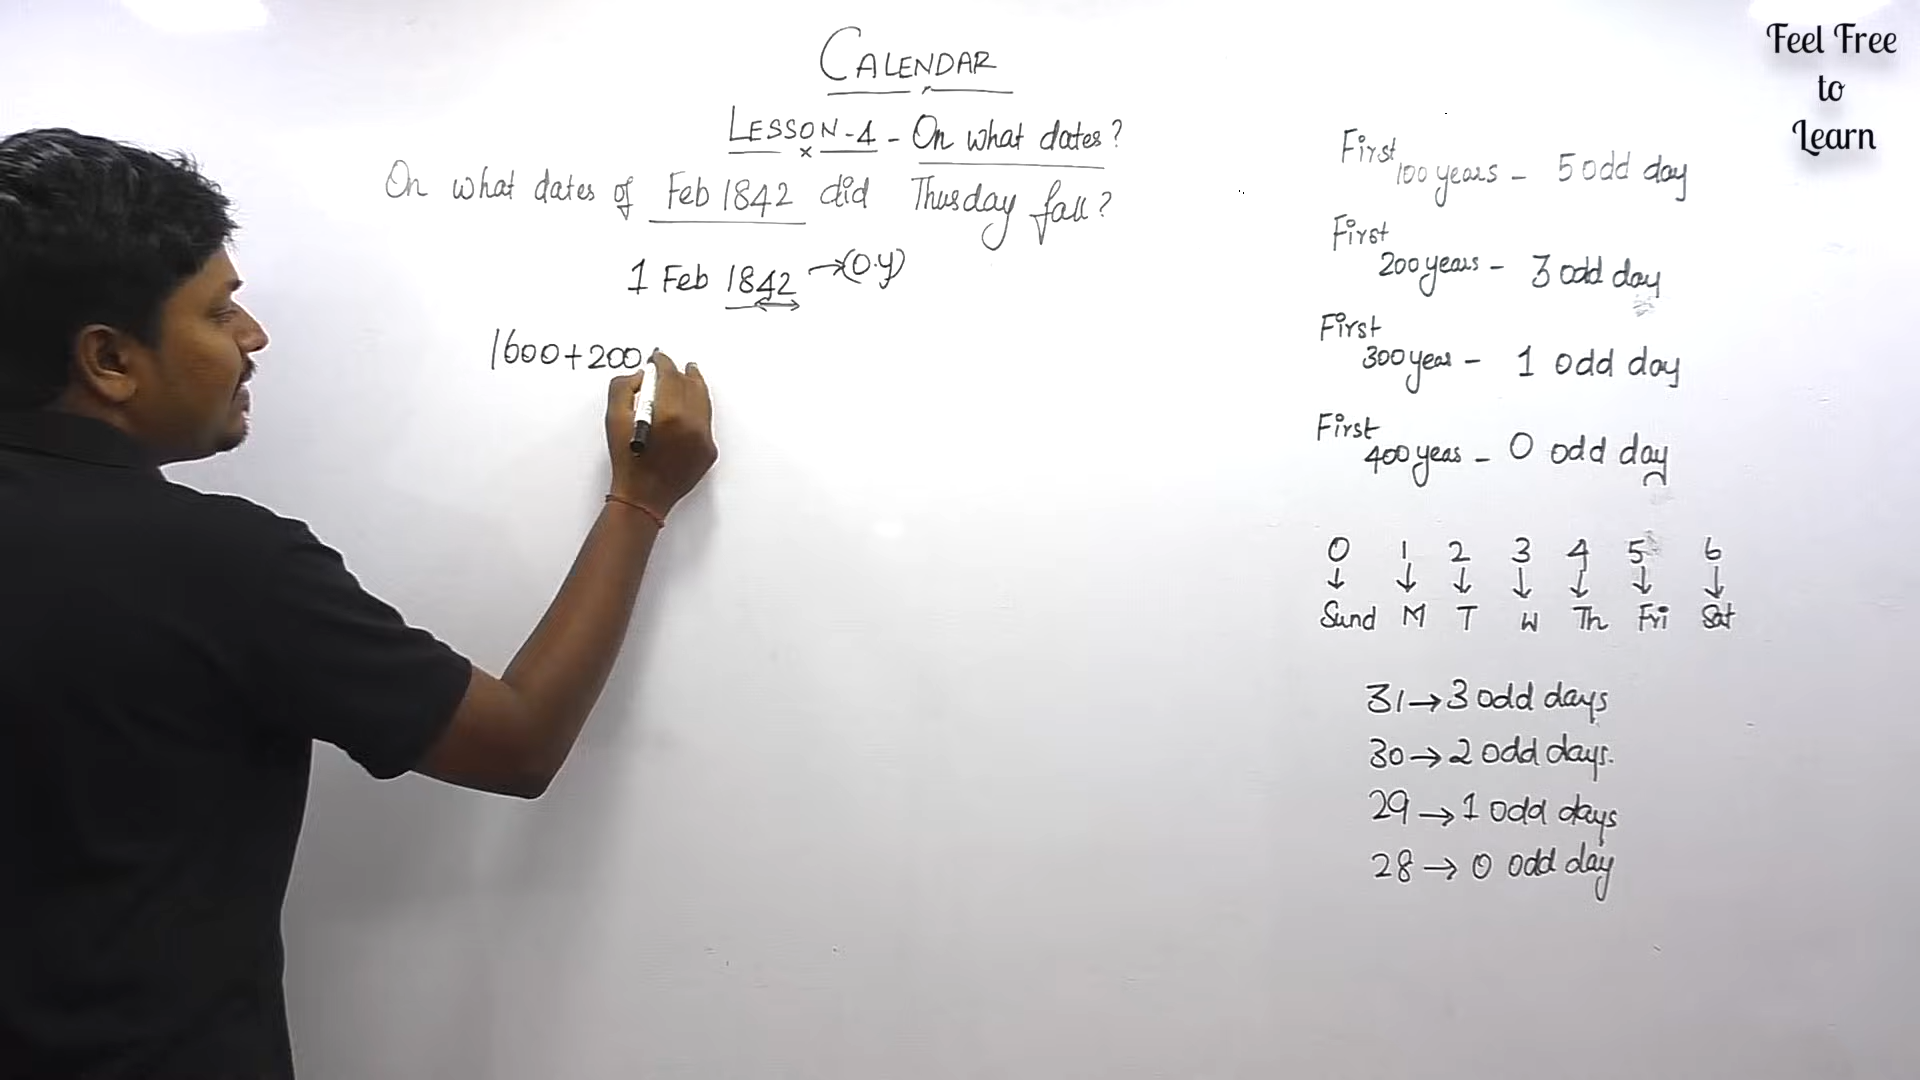 CALENDAR
LESSON-4 - On what dates?
On what dates of Feb 1842 did Thusday fall?
1 Feb 1842 →(O.y)
1600+200
First
100 years - 5 odd day
First
200 years - 3 odd day
First
300 year - 1 odd day
First
400 yeas - 0 odd day
0 1 2 3 4 5 6
↓ ↓ ↓ ↓ ↓ ↓ ↓
Sund M T W Th Fri Sat
31→3 odd days
30→2 odd days.
29→1 odd days
28→0 odd day
Feel Free
to
Learn